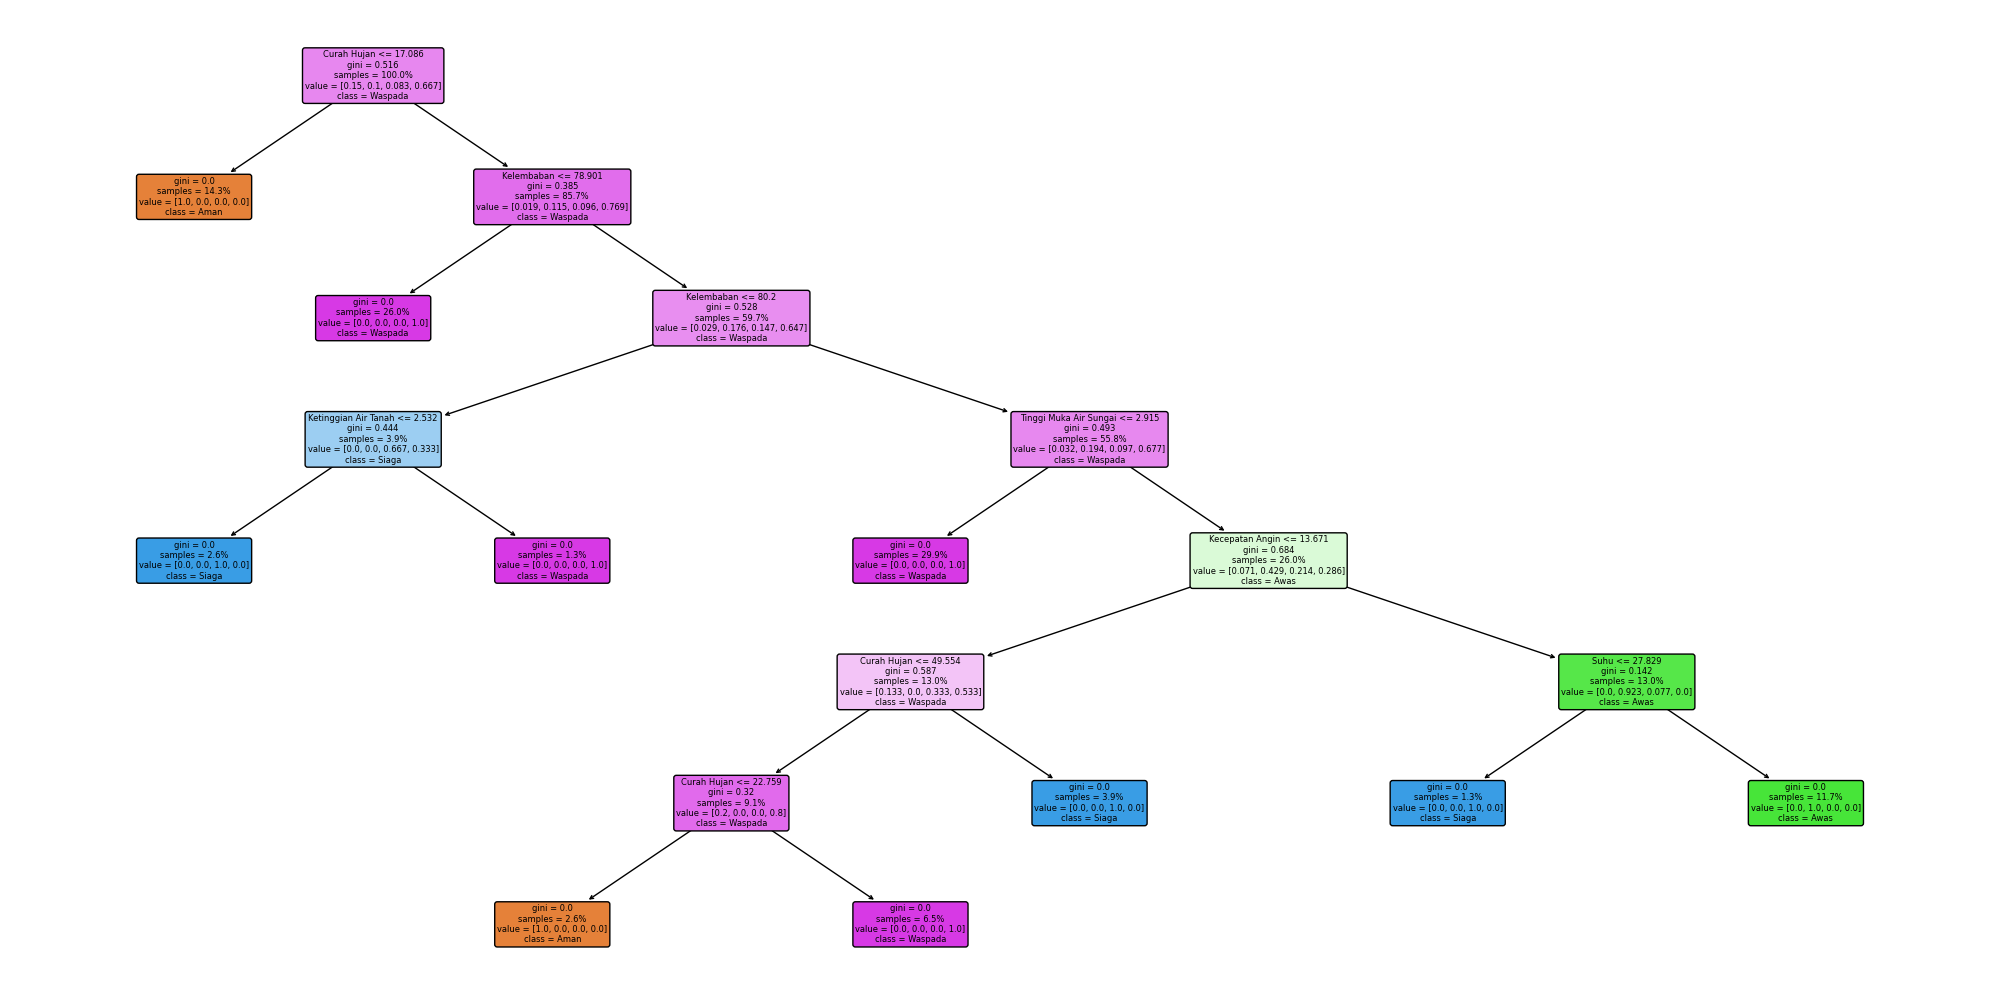 Curah Hujan <= 17.086
gini = 0.516
samples = 100.0%
value = [0.15, 0.1, 0.083, 0.667]
class = Waspada
gini = 0.0
samples = 14.3%
value = [1.0, 0.0, 0.0, 0.0]
class = Aman
Kelembaban <= 78.901
gini = 0.385
samples = 85.7%
value = [0.019, 0.115, 0.096, 0.769]
class = Waspada
gini = 0.0
samples = 26.0%
value = [0.0, 0.0, 0.0, 1.0]
class = Waspada
Kelembaban <= 80.2
gini = 0.528
samples = 59.7%
value = [0.029, 0.176, 0.147, 0.647]
class = Waspada
Ketinggian Air Tanah <= 2.532
gini = 0.444
samples = 3.9%
value = [0.0, 0.0, 0.667, 0.333]
class = Siaga
Tinggi Muka Air Sungai <= 2.915
gini = 0.493
samples = 55.8%
value = [0.032, 0.194, 0.097, 0.677]
class = Waspada
gini = 0.0
samples = 2.6%
value = [0.0, 0.0, 1.0, 0.0]
class = Siaga
gini = 0.0
samples = 1.3%
value = [0.0, 0.0, 0.0, 1.0]
class = Waspada
gini = 0.0
samples = 29.9%
value = [0.0, 0.0, 0.0, 1.0]
class = Waspada
Kecepatan Angin <= 13.671
gini = 0.684
samples = 26.0%
value = [0.071, 0.429, 0.214, 0.286]
class = Awas
Curah Hujan <= 49.554
gini = 0.587
samples = 13.0%
value = [0.133, 0.0, 0.333, 0.533]
class = Waspada
Suhu <= 27.829
gini = 0.142
samples = 13.0%
value = [0.0, 0.923, 0.077, 0.0]
class = Awas
Curah Hujan <= 22.759
gini = 0.32
samples = 9.1%
value = [0.2, 0.0, 0.0, 0.8]
class = Waspada
gini = 0.0
samples = 3.9%
value = [0.0, 0.0, 1.0, 0.0]
class = Siaga
gini = 0.0
samples = 1.3%
value = [0.0, 0.0, 1.0, 0.0]
class = Siaga
gini = 0.0
samples = 11.7%
value = [0.0, 1.0, 0.0, 0.0]
class = Awas
gini = 0.0
samples = 2.6%
value = [1.0, 0.0, 0.0, 0.0]
class = Aman
gini = 0.0
samples = 6.5%
value = [0.0, 0.0, 0.0, 1.0]
class = Waspada